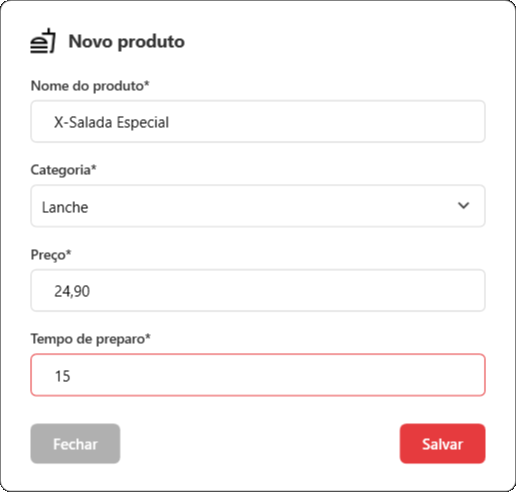 Novo produto
Nome do produto*
X-Salada Especial
Categoria*
Lanche
Preço*
24,90
Tempo de preparo*
15
Fechar
Salvar